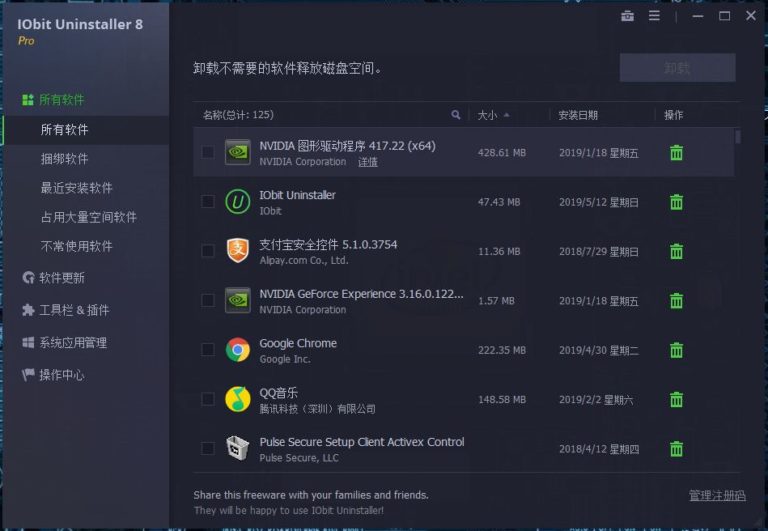 IObit Uninstaller 8
Pro
卸载不需要的软件释放磁盘空间。
卸载
所有软件
所有软件
捆绑软件
最近安装软件
占用大量空间软件
不常使用软件
软件更新
工具栏 & 插件
系统应用管理
操作中心
名称(总计: 125) 大小 安装日期 操作
NVIDIA 图形驱动程序 417.22 (x64)
NVIDIA Corporation 详情
428.61 MB 2019/1/18 星期五
IObit Uninstaller
IObit
47.43 MB 2019/5/12 星期日
支付宝安全控件 5.1.0.3754
Alipay.com Co., Ltd.
11.36 MB 2018/7/29 星期日
NVIDIA GeForce Experience 3.16.0.122...
NVIDIA Corporation
1.57 MB 2019/1/18 星期五
Google Chrome
Google Inc.
222.35 MB 2019/4/30 星期二
QQ音乐
腾讯科技（深圳）有限公司
148.58 MB 2019/2/2 星期六
Pulse Secure Setup Client Activex Control
Pulse Secure, LLC
2018/4/12 星期四
Share this freeware with your families and friends.
They will be happy to use IObit Uninstaller!
管理注册码